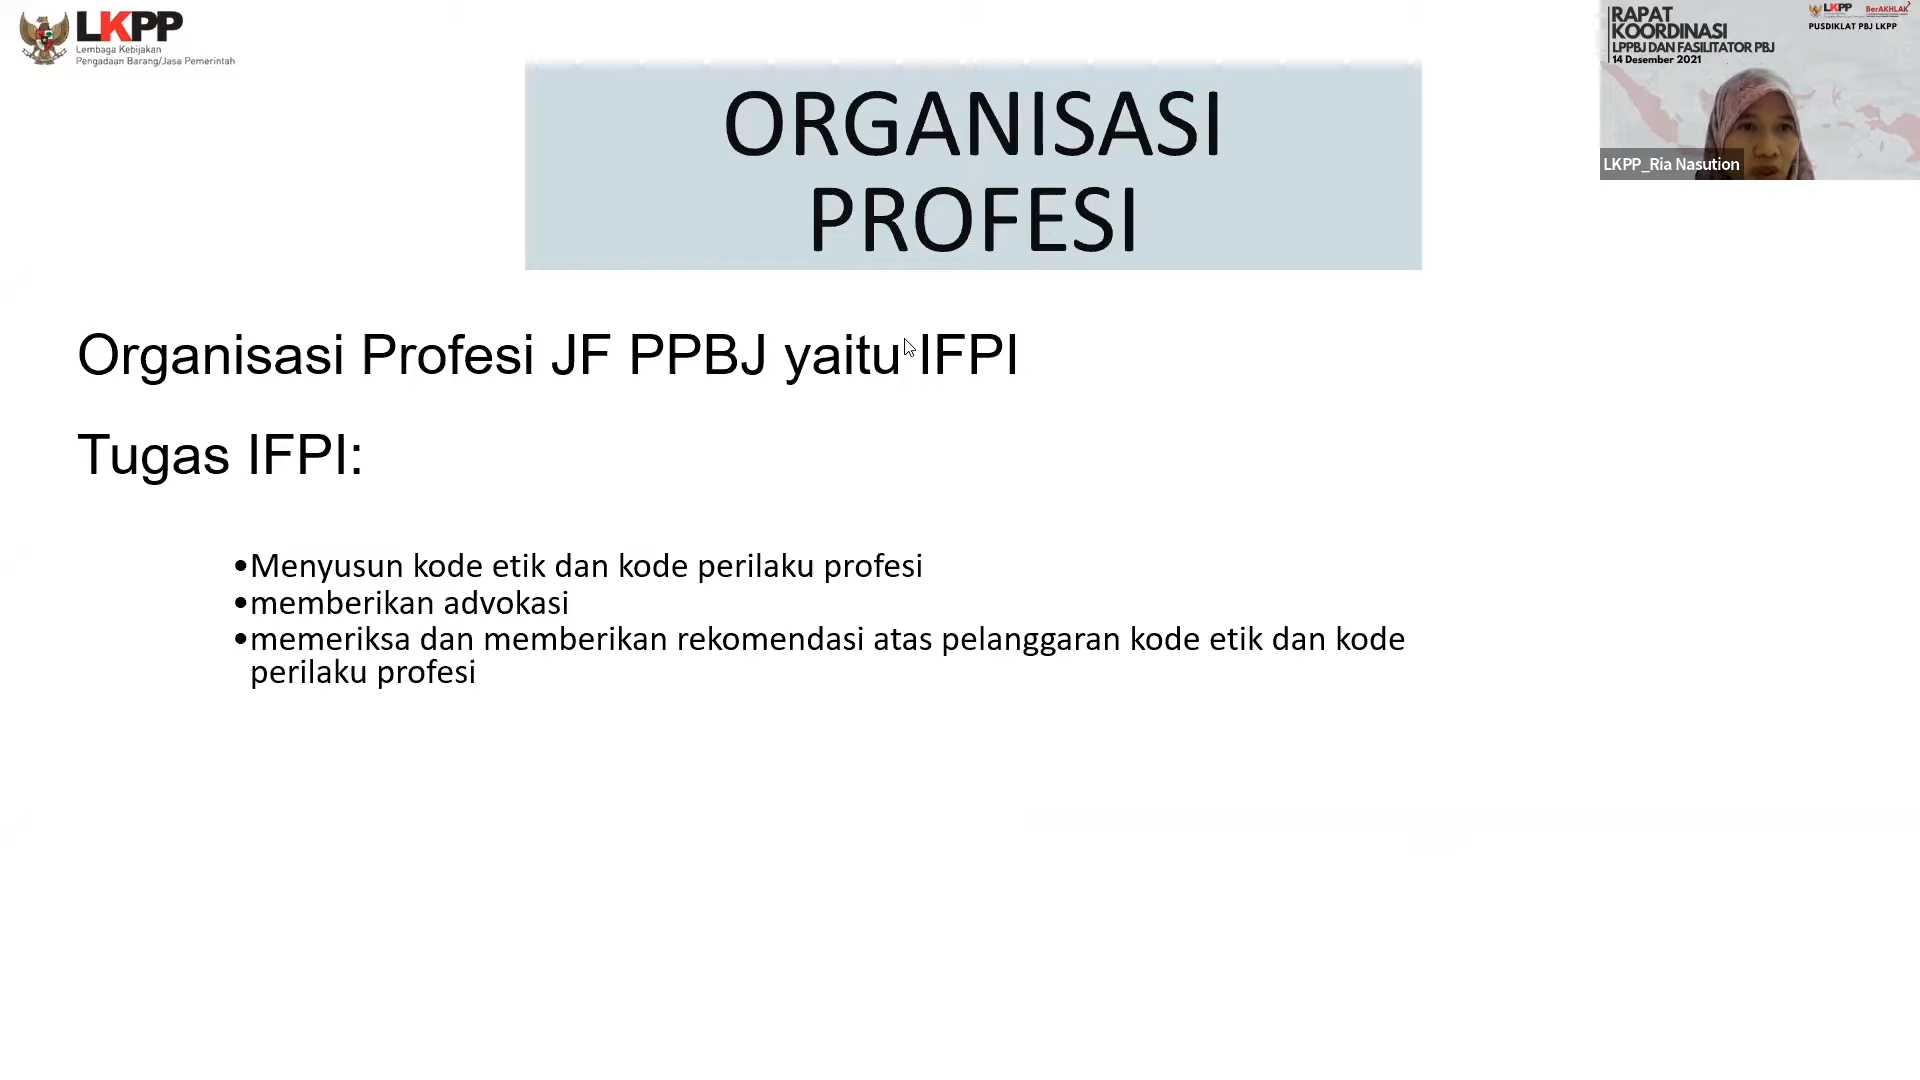 LKPP
Lembaga Kebijakan
Pengadaan Barang/Jasa Pemerintah
ORGANISASI
PROFESI
Organisasi Profesi JF PPBJ yaitu IFPI
Tugas IFPI:
•Menyusun kode etik dan kode perilaku profesi
•memberikan advokasi
•memeriksa dan memberikan rekomendasi atas pelanggaran kode etik dan kode
perilaku profesi
RAPAT
KOORDINASI
LPPBJ DAN FASILITATOR PBJ
14 Desember 2021
LKPP
BerAKHLAK
PUSDIKLAT PBJ LKPP
LKPP_Ria Nasution